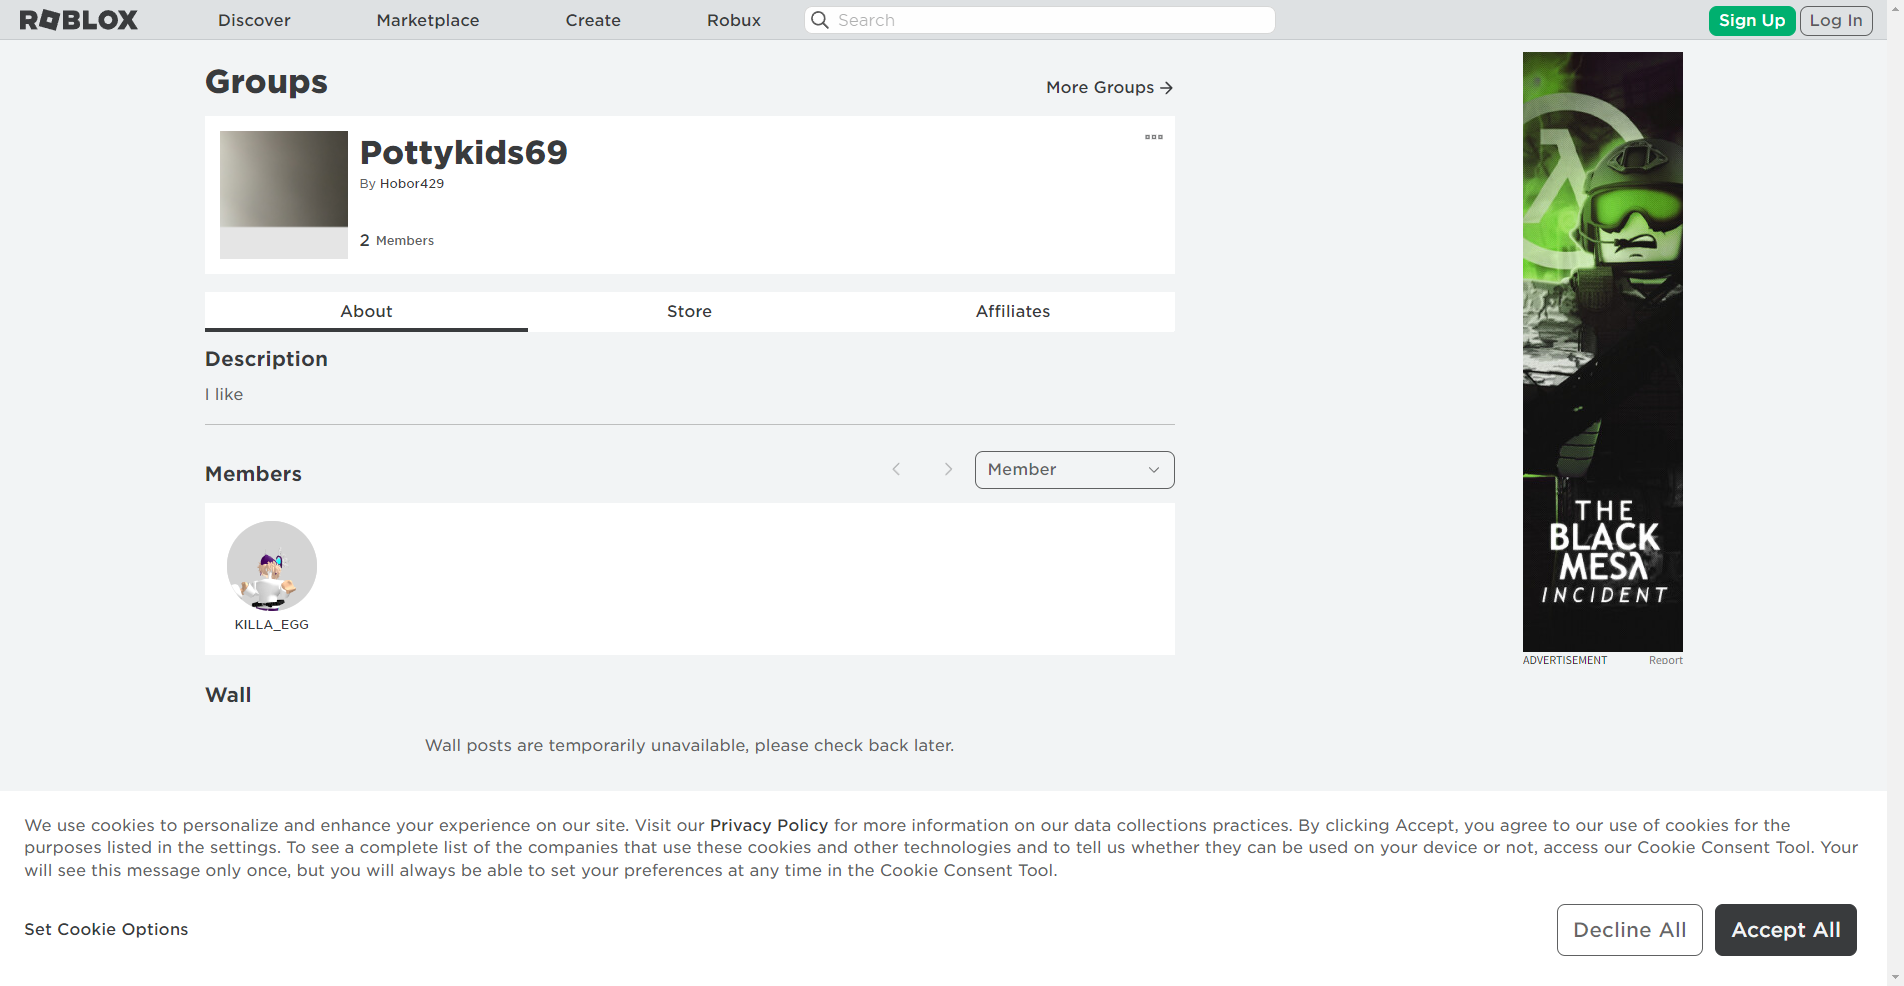 ROBLOX
Discover
Marketplace
Create
Robux
Search
Sign Up
Log In
Groups
More Groups
Pottykids69
By Hobor429
2 Members
About
Store
Affiliates
Description
I like
Members
Member
KILLA_EGG
Wall
Wall posts are temporarily unavailable, please check back later.
THE
BLACK
MESλ
INCIDENT
ADVERTISEMENT
Report
We use cookies to personalize and enhance your experience on our site. Visit our Privacy Policy for more information on our data collections practices. By clicking Accept, you agree to our use of cookies for the
purposes listed in the settings. To see a complete list of the companies that use these cookies and other technologies and to tell us whether they can be used on your device or not, access our Cookie Consent Tool. Your
will see this message only once, but you will always be able to set your preferences at any time in the Cookie Consent Tool.
Set Cookie Options
Decline All
Accept All